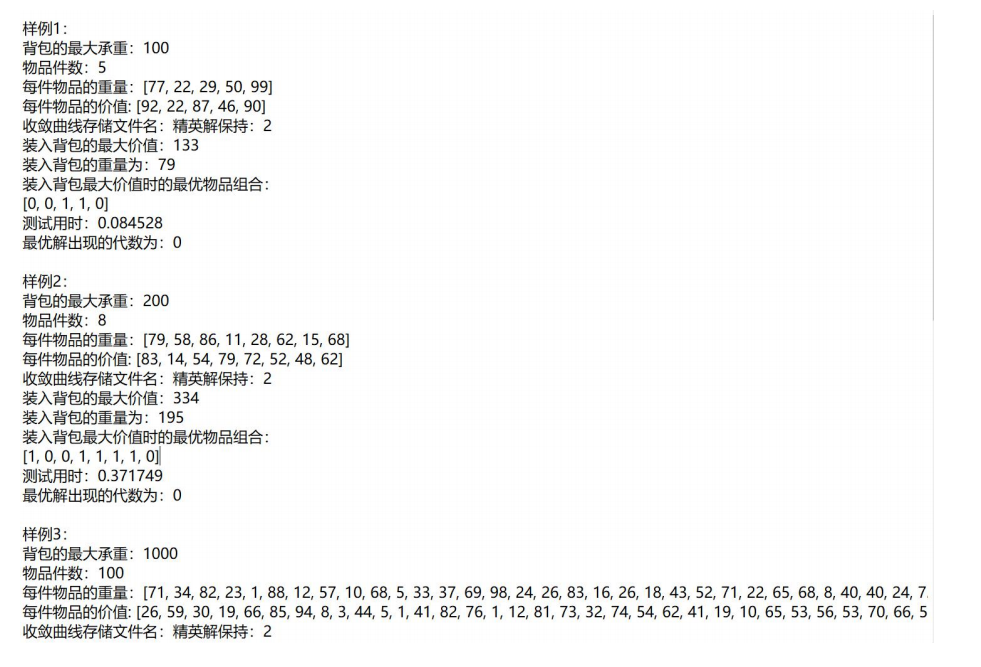 样例1：
背包的最大承重：100
物品件数：5
每件物品的重量：[77, 22, 29, 50, 99]
每件物品的价值: [92, 22, 87, 46, 90]
收敛曲线存储文件名：精英解保持：2
装入背包的最大价值：133
装入背包的重量为：79
装入背包最大价值时的最优物品组合：
[0, 0, 1, 1, 0]
测试用时：0.084528
最优解出现的代数为：0
样例2：
背包的最大承重：200
物品件数：8
每件物品的重量：[79, 58, 86, 11, 28, 62, 15, 68]
每件物品的价值: [83, 14, 54, 79, 72, 52, 48, 62]
收敛曲线存储文件名：精英解保持：2
装入背包的最大价值：334
装入背包的重量为：195
装入背包最大价值时的最优物品组合：
[1, 0, 0, 1, 1, 1, 1, 0]
测试用时：0.371749
最优解出现的代数为：0
样例3：
背包的最大承重：1000
物品件数：100
每件物品的重量：[71, 34, 82, 23, 1, 88, 12, 57, 10, 68, 5, 33, 37, 69, 98, 24, 26, 83, 16, 26, 18, 43, 52, 71, 22, 65, 68, 8, 40, 40, 24, 7
每件物品的价值: [26, 59, 30, 19, 66, 85, 94, 8, 3, 44, 5, 1, 41, 82, 76, 1, 12, 81, 73, 32, 74, 54, 62, 41, 19, 10, 65, 53, 56, 53, 70, 66, 5
收敛曲线存储文件名：精英解保持：2